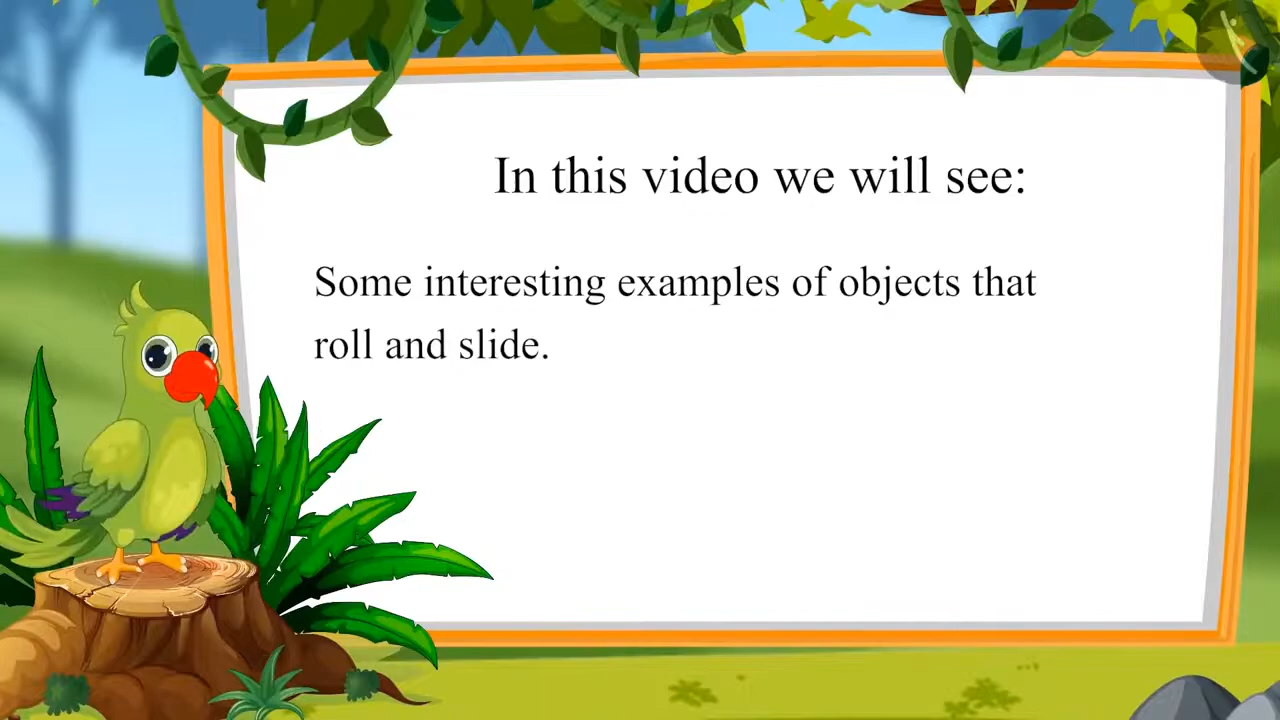 In this video we will see:
Some interesting examples of objects that
roll and slide.